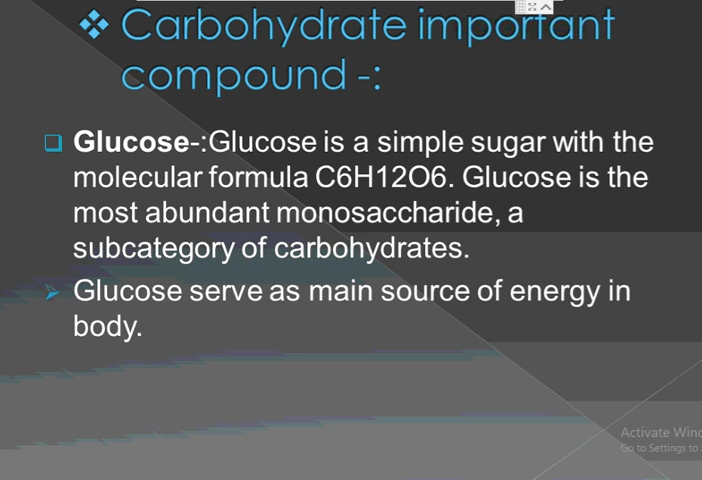 Carbohydrate important
compound -:
Glucose-:Glucose is a simple sugar with the
molecular formula C6H12O6. Glucose is the
most abundant monosaccharide, a
subcategory of carbohydrates.
Glucose serve as main source of energy in
body.
Activate Wind
Go to Settings to